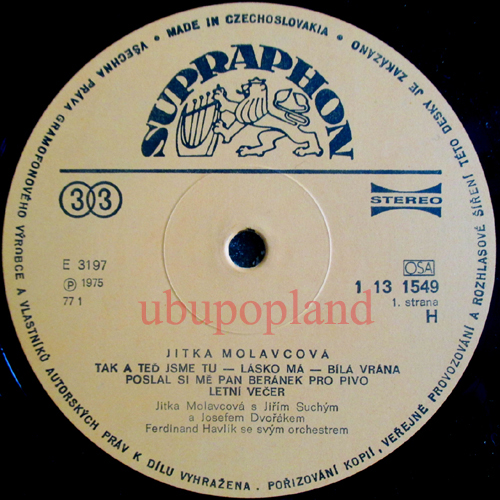 VŠECHNA PRÁVA GRAMOFONOVÉHO VÝROBCE A VLASTNÍKŮ AUTORSKÝCH PRÁV K DÍLU VYHRAŽENA. POŘIZOVÁNÍ KOPIÍ, VEŘEJNÉ PROVOZOVÁNÍ A ROZHLASOVÉ ŠÍŘENÍ TÉTO DESKY JE ZAKÁZÁNO
• MADE IN CZECHOSLOVAKIA •
SUPRAPHON
33
STEREO
E 3197
OSA
Ⓟ 1975
1 13 1549
77 1
1. strana
H
ubupopland
JITKA MOLAVCOVÁ
TAK A TEĎ JSME TU — LÁSKO MÁ — BÍLÁ VRÁNA
POSLAL SI MĚ PAN BERÁNEK PRO PIVO
LETNÍ VEČER
Jitka Molavcová s Jiřím Suchým
a Josefem Dvořákem
Ferdinand Havlík se svým orchestrem